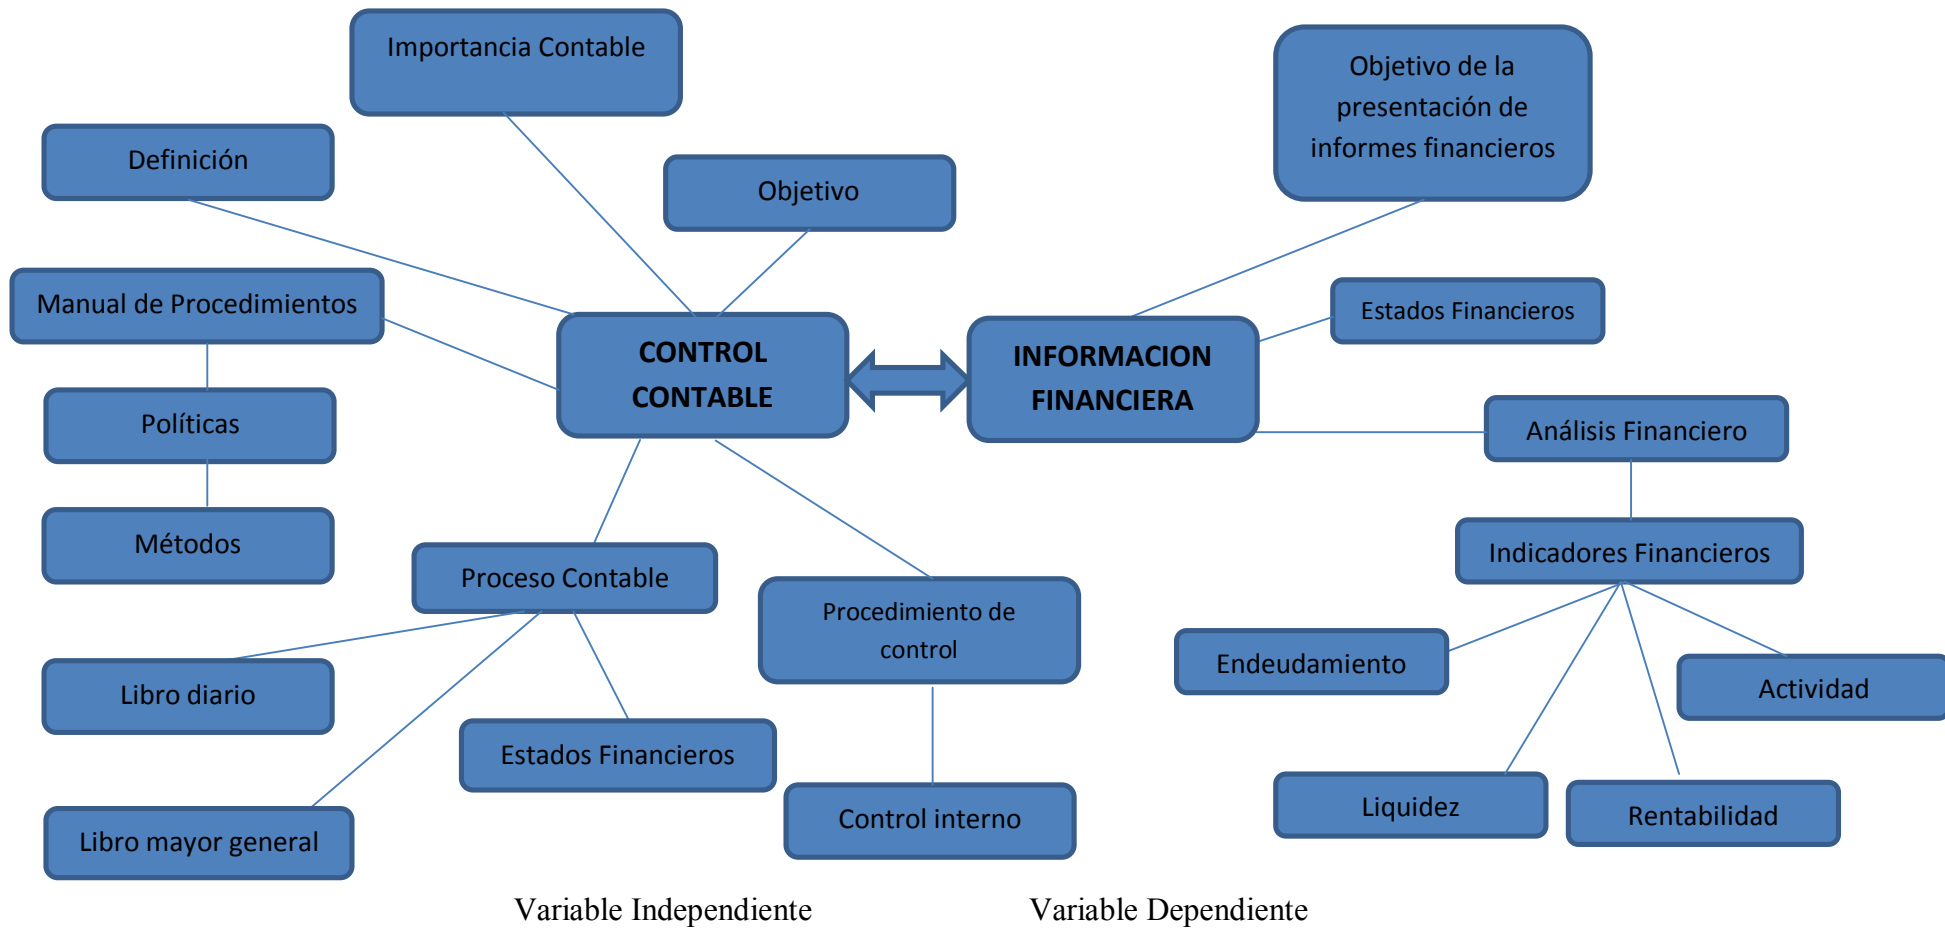 Importancia Contable
Objetivo de la
presentación de
informes financieros
Definición
Objetivo
Manual de Procedimientos
Estados Financieros
CONTROL
CONTABLE
INFORMACION
FINANCIERA
Políticas
Análisis Financiero
Métodos
Indicadores Financieros
Proceso Contable
Procedimiento de
control
Endeudamiento
Libro diario
Actividad
Estados Financieros
Liquidez
Rentabilidad
Control interno
Libro mayor general
Variable Independiente
Variable Dependiente